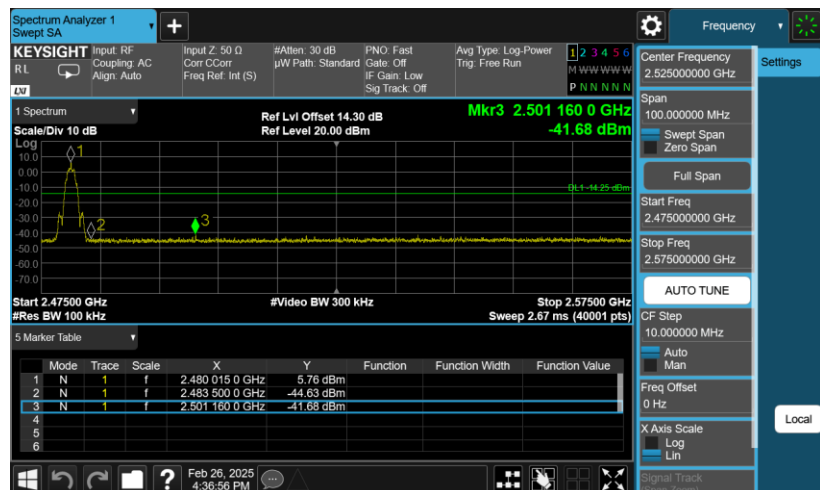 Spectrum Analyzer 1
Swept SA
Frequency
KEYSIGHT
RL
LXI
Input: RF
Coupling: AC
Align: Auto
Input Z: 50 Ω
Corr CCorr
Freq Ref: Int (S)
#Atten: 30 dB
µW Path: Standard
PNO: Fast
Gate: Off
IF Gain: Low
Sig Track: Off
Avg Type: Log-Power
Trig: Free Run
1 2 3 4 5 6
M W W W W W
P N N N N N
1 Spectrum
Scale/Div 10 dB
Ref Lvl Offset 14.30 dB
Ref Level 20.00 dBm
Mkr3 2.501 160 0 GHz
-41.68 dBm
Log
10.0
0.00
-10.0
-20.0
-30.0
-40.0
-50.0
-60.0
-70.0
1
2
3
DL1 -14.25 dBm
Start 2.47500 GHz
#Res BW 100 kHz
#Video BW 300 kHz
Stop 2.57500 GHz
Sweep 2.67 ms (40001 pts)
5 Marker Table
Mode Trace Scale X Y Function Function Width Function Value
1 N 1 f 2.480 015 0 GHz 5.76 dBm
2 N 1 f 2.483 500 0 GHz -44.63 dBm
3 N 1 f 2.501 160 0 GHz -41.68 dBm
4
5
6
Feb 26, 2025
4:36:56 PM
Center Frequency
2.525000000 GHz
Span
100.000000 MHz
Swept Span
Zero Span
Full Span
Start Freq
2.475000000 GHz
Stop Freq
2.575000000 GHz
AUTO TUNE
CF Step
10.000000 MHz
Auto
Man
Freq Offset
0 Hz
X Axis Scale
Log
Lin
Signal Track
Settings
Local